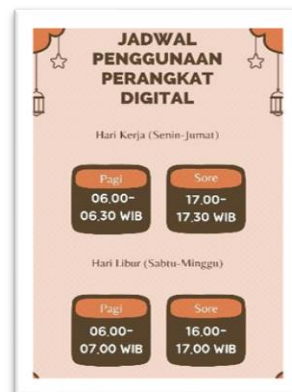 JADWAL
PENGGUNAAN
PERANGKAT
DIGITAL
Hari Kerja (Senin-Jumat)
Pagi
06.00-
06.30 WIB
Sore
17.00-
17.30 WIB
Hari Libur (Sabtu-Minggu)
Pagi
06.00-
07.00 WIB
Sore
16.00-
17.00 WIB